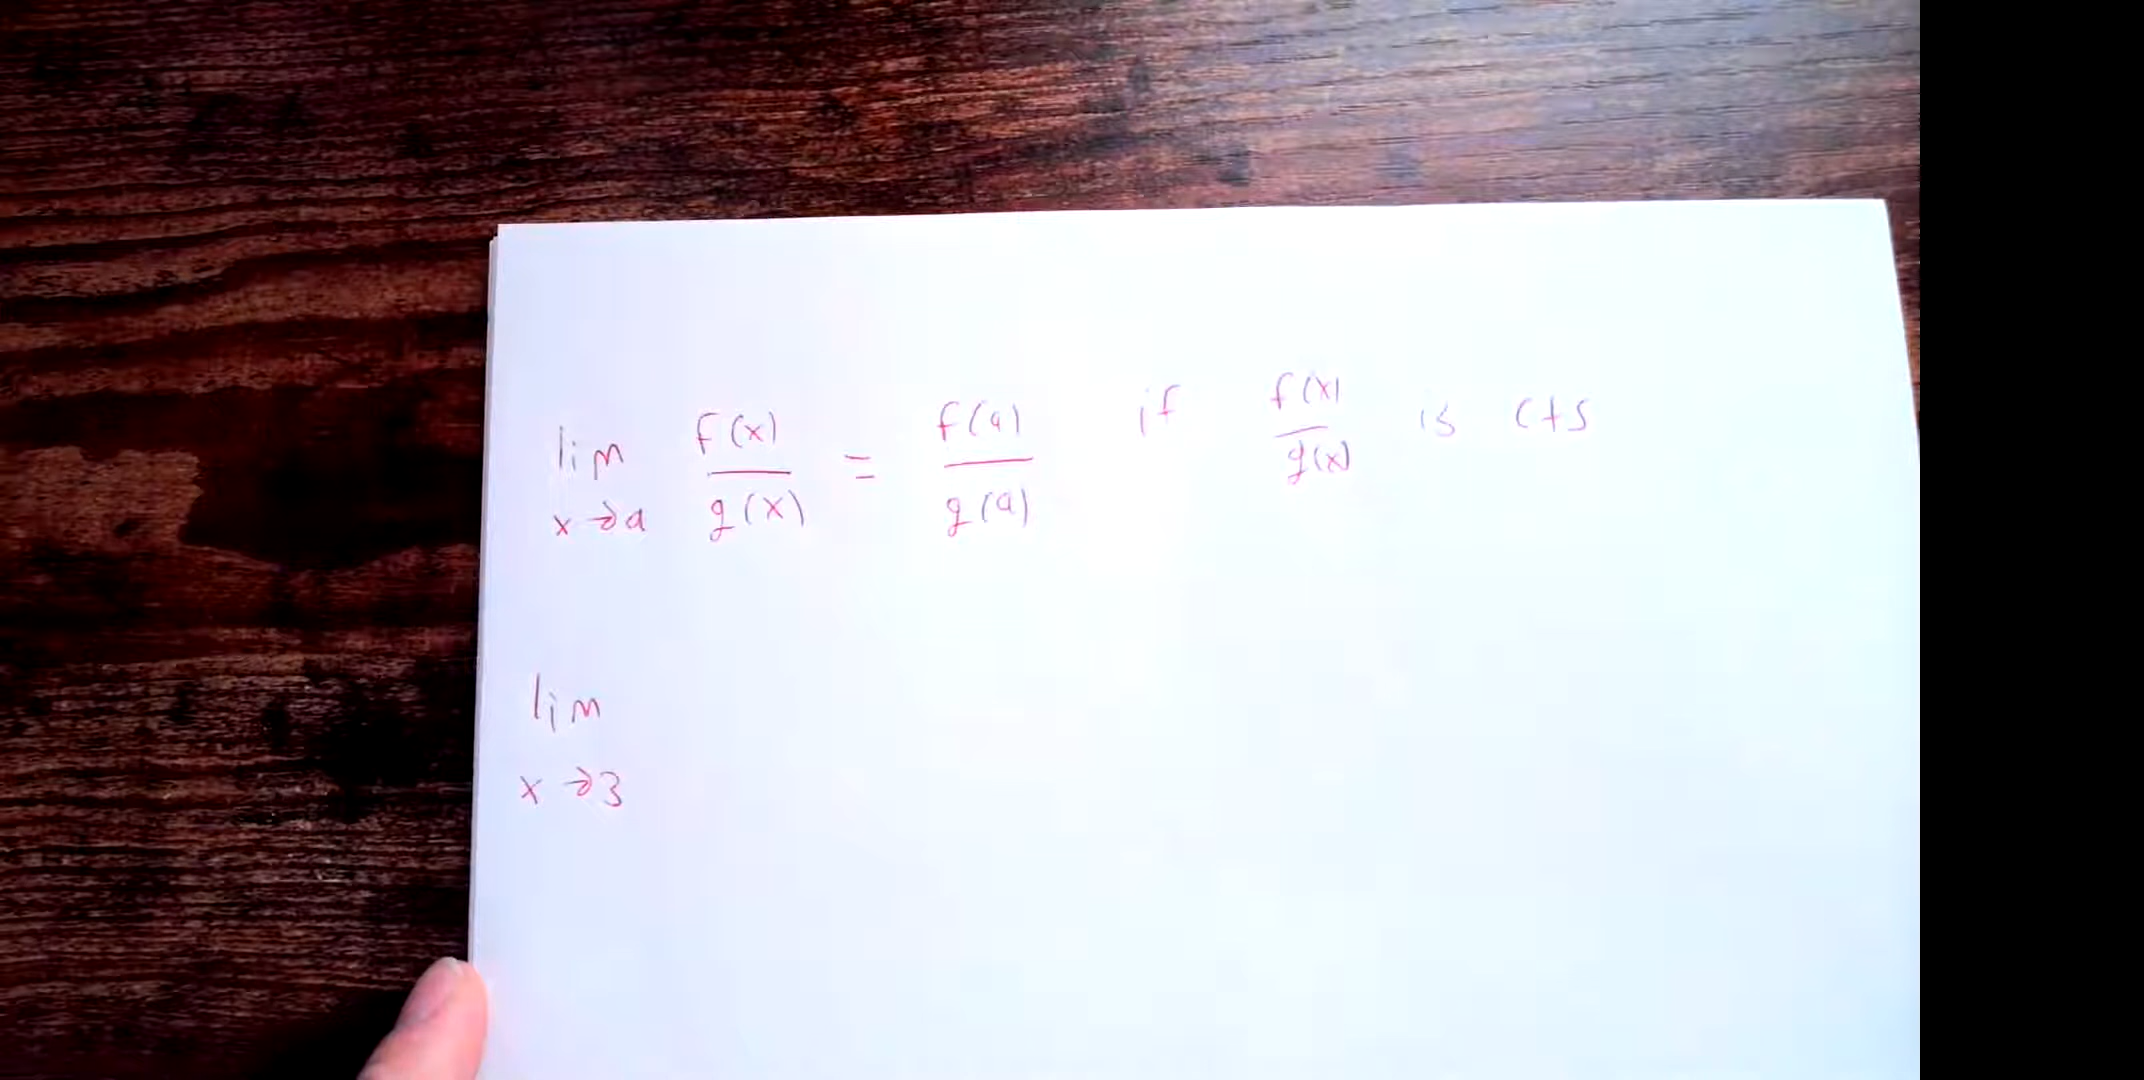 lim x→a f(x)/g(x) = f(a)/g(a) if f(x)/g(x) is cts
lim x→3